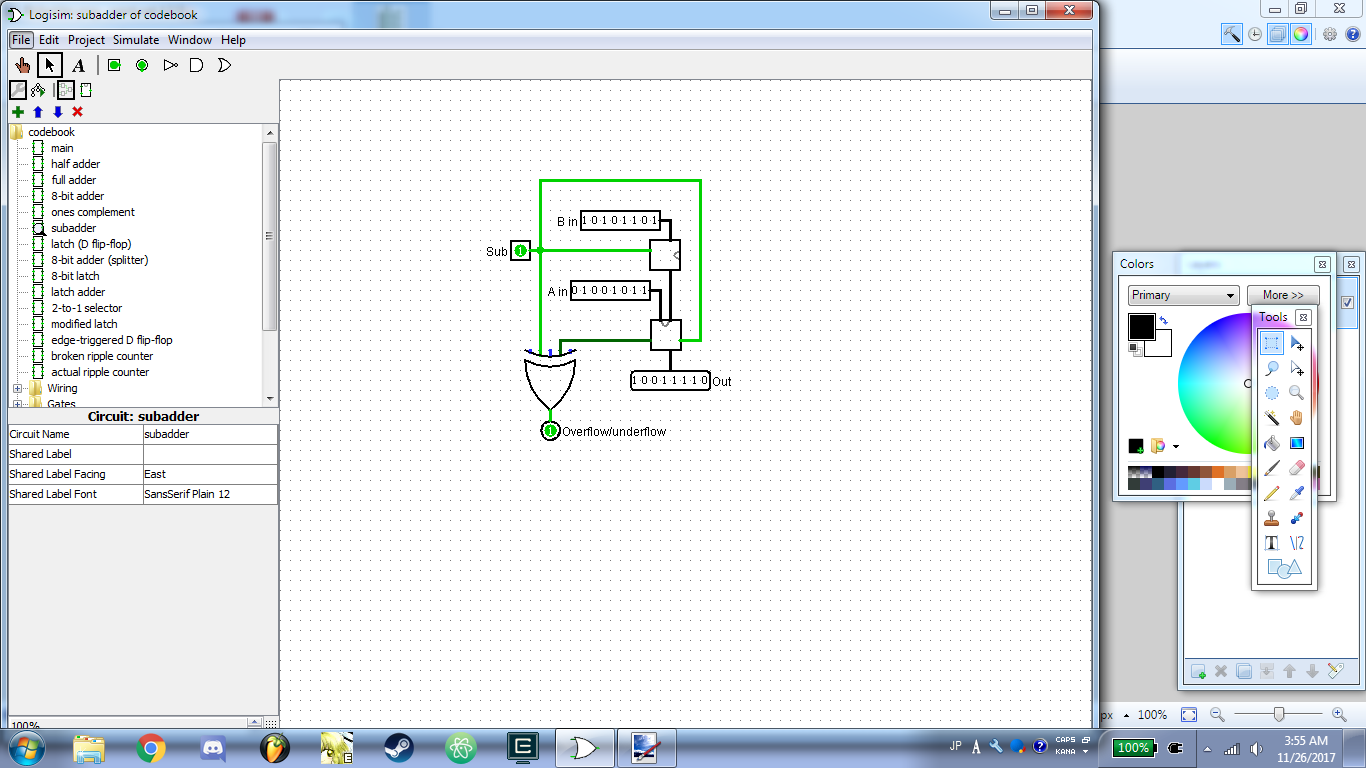 Logisim: subadder of codebook
File Edit Project Simulate Window Help
A
codebook
main
half adder
full adder
8-bit adder
ones complement
subadder
latch (D flip-flop)
8-bit adder (splitter)
8-bit latch
latch adder
2-to-1 selector
modified latch
edge-triggered D flip-flop
broken ripple counter
actual ripple counter
Wiring
Gates
Circuit: subadder
Circuit Name subadder
Shared Label
Shared Label Facing East
Shared Label Font SansSerif Plain 12
100%
B in 1 0 1 0 1 1 0 1
Sub 1
A in 0 1 0 0 1 0 1 1
1 0 0 1 1 1 1 0 Out
1 Overflow/underflow
Colors
Primary More >>
Tools
T
px 100%
JP A CAPS KANA
100%
3:55 AM
11/26/2017